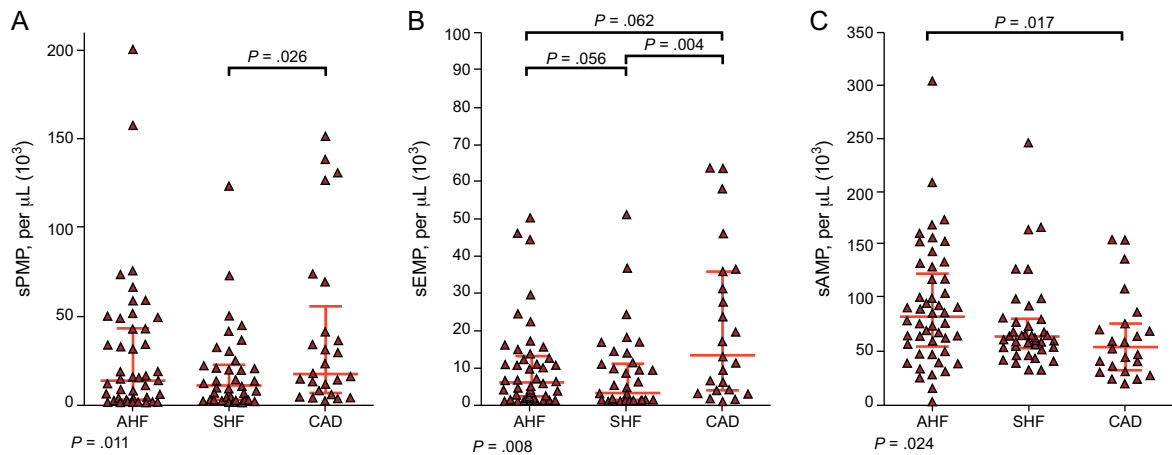 A
sPMP, per μL (10³)
200
150
100
50
0
P = .026
AHF
SHF
CAD
P = .011
B
sEMP, per μL (10³)
100
90
80
70
60
50
40
30
20
10
0
P = .062
P = .056
P = .004
AHF
SHF
CAD
P = .008
C
sAMP, per μL (10³)
350
300
250
200
150
100
50
0
P = .017
AHF
SHF
CAD
P = .024